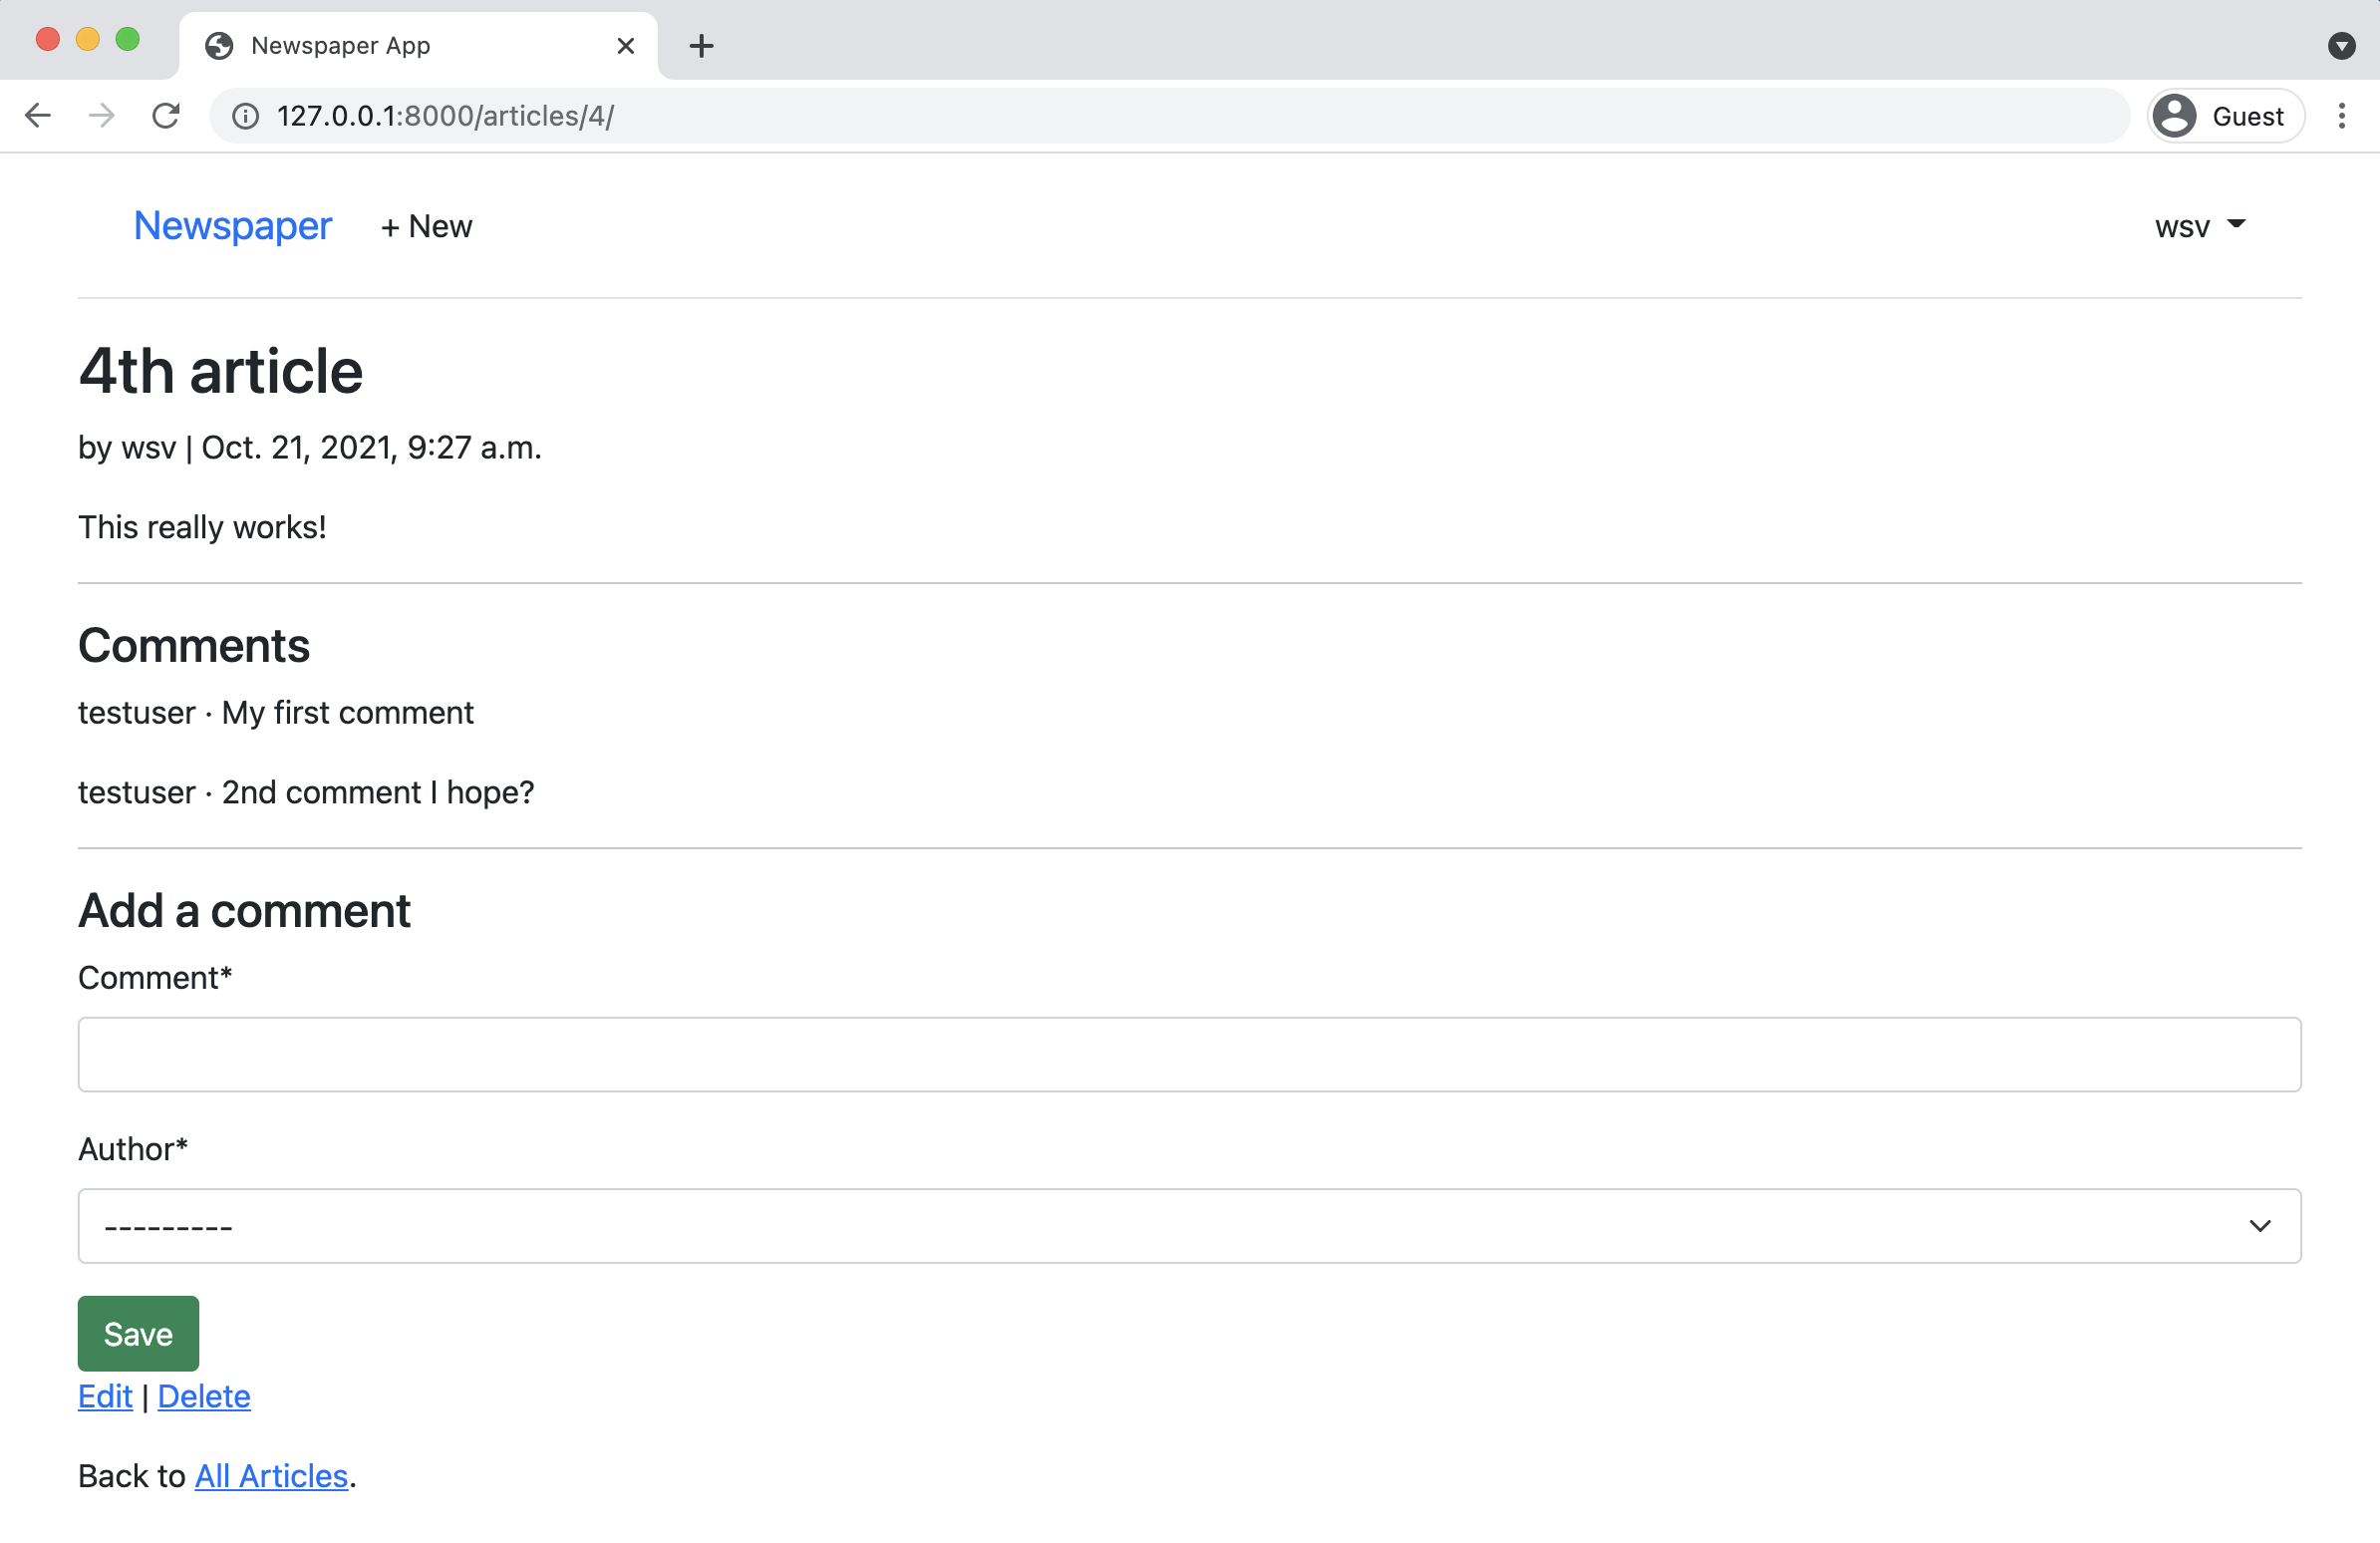 Newspaper App
127.0.0.1:8000/articles/4/
Guest
Newspaper + New wsv
4th article
by wsv | Oct. 21, 2021, 9:27 a.m.
This really works!
Comments
testuser · My first comment
testuser · 2nd comment I hope?
Add a comment
Comment*
Author*
---------
Save
Edit | Delete
Back to All Articles.